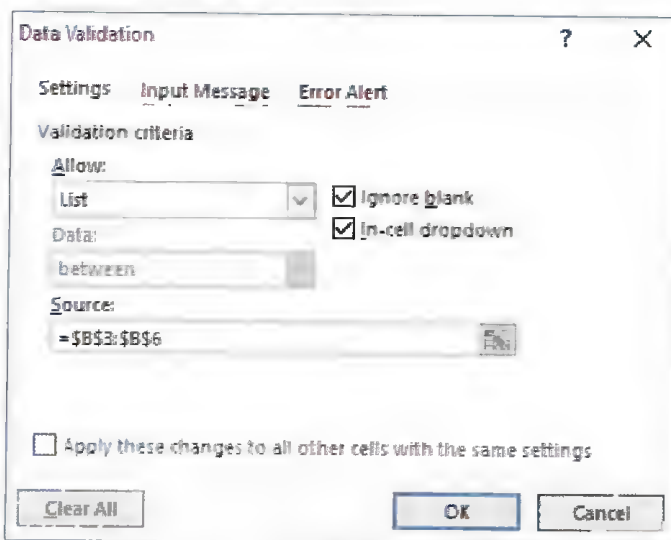 Data Validation ? ×
Settings Input Message Error Alert
Validation criteria
Allow:
List
Ignore blank
Data:
In-cell dropdown
between
Source:
=$B$3:$B$6
Apply these changes to all other cells with the same settings
Clear All OK Cancel